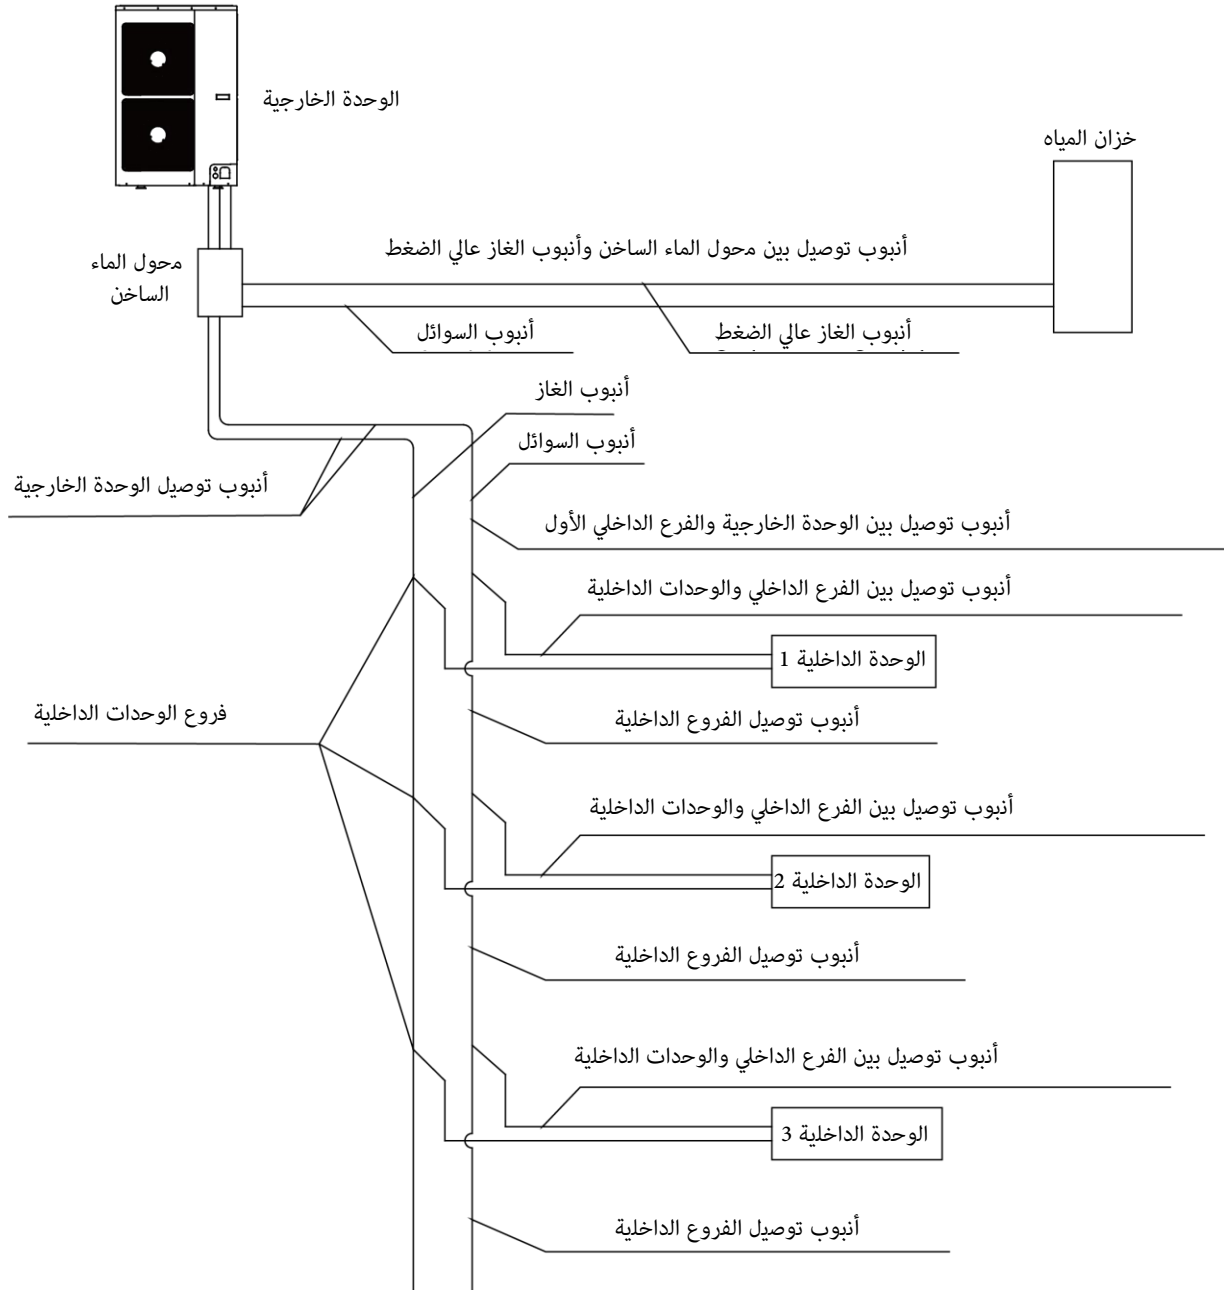 الوحدة الخارجية
خزان المياه
أنبوب توصيل بين محول الماء الساخن وأنبوب الغاز عالي الضغط
محول الماء
الساخن
أنبوب الغاز عالي الضغط
أنبوب السوائل
أنبوب الغاز
أنبوب السوائل
أنبوب توصيل الوحدة الخارجية
أنبوب توصيل بين الوحدة الخارجية والفرع الداخلي الأول
أنبوب توصيل بين الفرع الداخلي والوحدات الداخلية
الوحدة الداخلية 1
فروع الوحدات الداخلية
أنبوب توصيل الفروع الداخلية
أنبوب توصيل بين الفرع الداخلي والوحدات الداخلية
الوحدة الداخلية 2
أنبوب توصيل الفروع الداخلية
أنبوب توصيل بين الفرع الداخلي والوحدات الداخلية
الوحدة الداخلية 3
أنبوب توصيل الفروع الداخلية